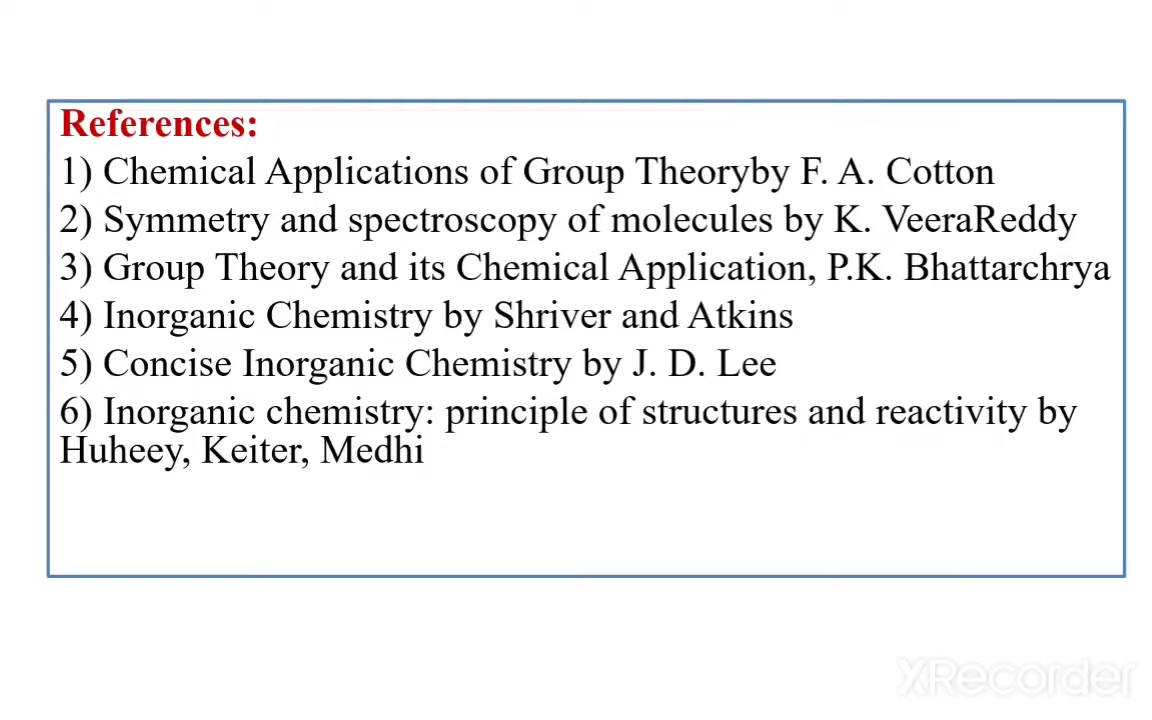 References:
1) Chemical Applications of Group Theoryby F. A. Cotton
2) Symmetry and spectroscopy of molecules by K. VeeraReddy
3) Group Theory and its Chemical Application, P.K. Bhattarchrya
4) Inorganic Chemistry by Shriver and Atkins
5) Concise Inorganic Chemistry by J. D. Lee
6) Inorganic chemistry: principle of structures and reactivity by
Huheey, Keiter, Medhi
XRecorder